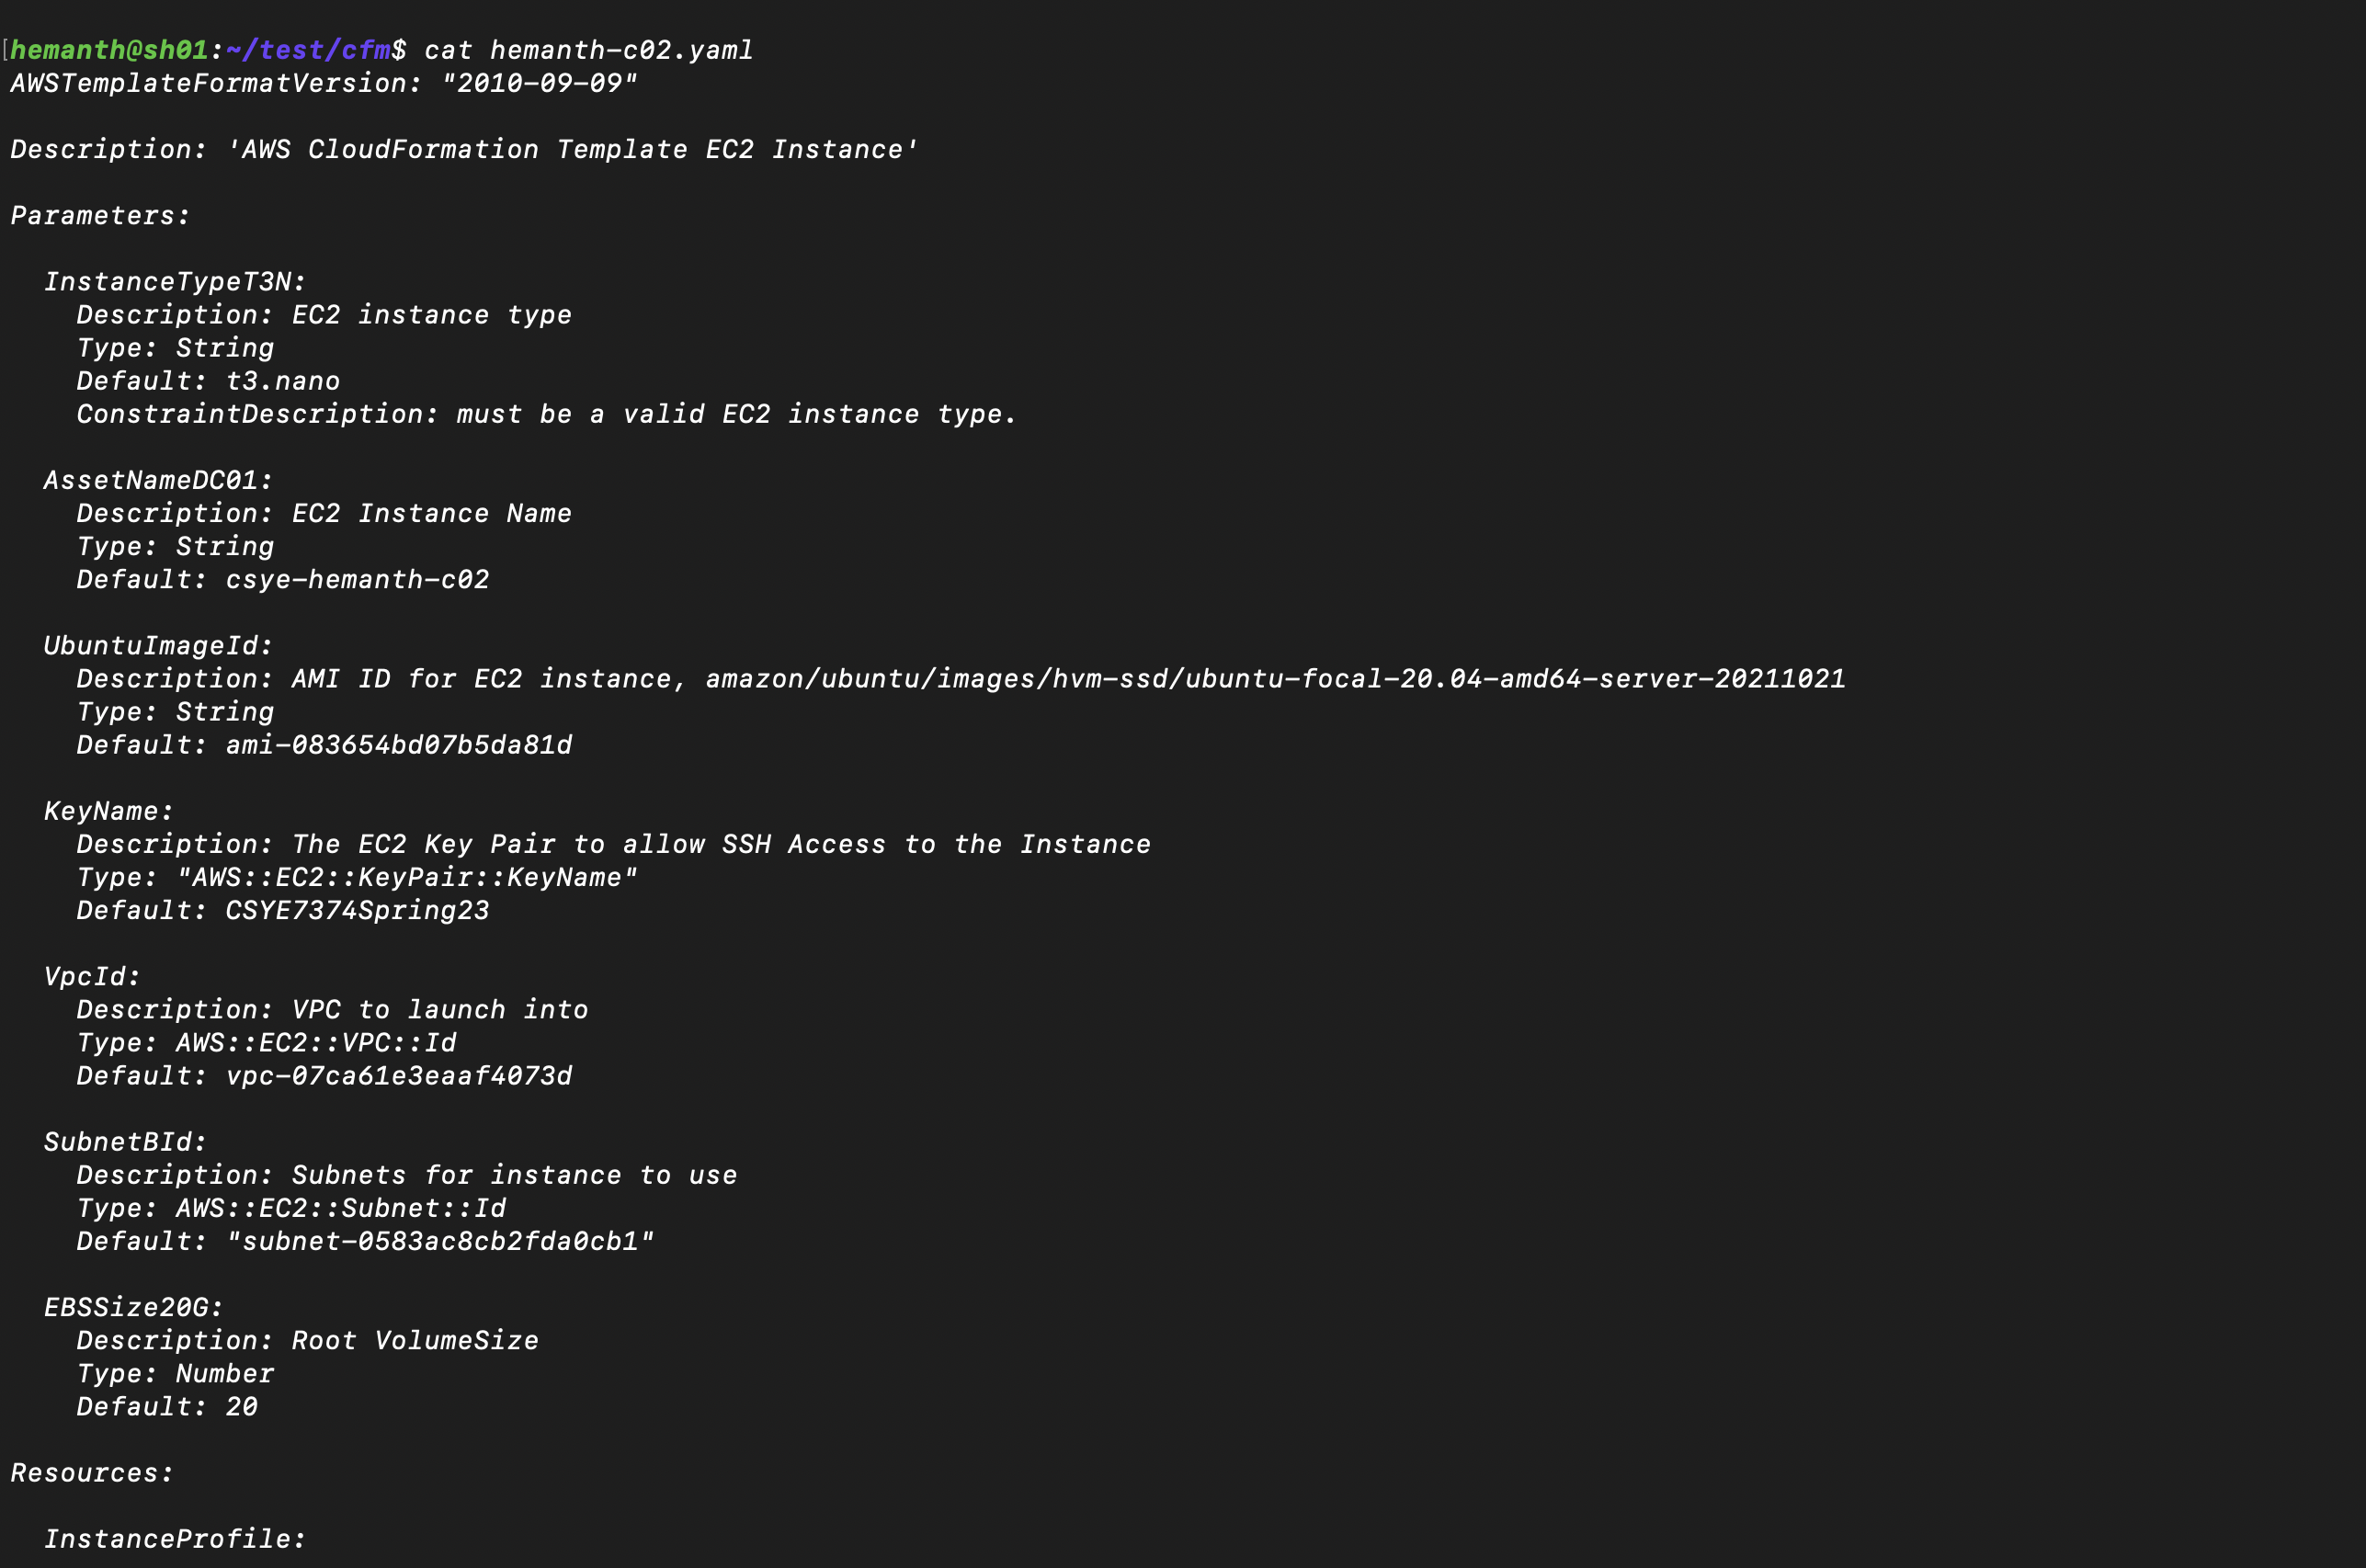 hemanth@sh01:~/test/cfm$ cat hemanth-c02.yaml
AWSTemplateFormatVersion: "2010-09-09"
Description: 'AWS CloudFormation Template EC2 Instance'
Parameters:
InstanceTypeT3N:
Description: EC2 instance type
Type: String
Default: t3.nano
ConstraintDescription: must be a valid EC2 instance type.
AssetNameDC01:
Description: EC2 Instance Name
Type: String
Default: csye-hemanth-c02
UbuntuImageId:
Description: AMI ID for EC2 instance, amazon/ubuntu/images/hvm-ssd/ubuntu-focal-20.04-amd64-server-20211021
Type: String
Default: ami-083654bd07b5da81d
KeyName:
Description: The EC2 Key Pair to allow SSH Access to the Instance
Type: "AWS::EC2::KeyPair::KeyName"
Default: CSYE7374Spring23
VpcId:
Description: VPC to launch into
Type: AWS::EC2::VPC::Id
Default: vpc-07ca61e3eaaf4073d
SubnetBId:
Description: Subnets for instance to use
Type: AWS::EC2::Subnet::Id
Default: "subnet-0583ac8cb2fda0cb1"
EBSSize20G:
Description: Root VolumeSize
Type: Number
Default: 20
Resources:
InstanceProfile: